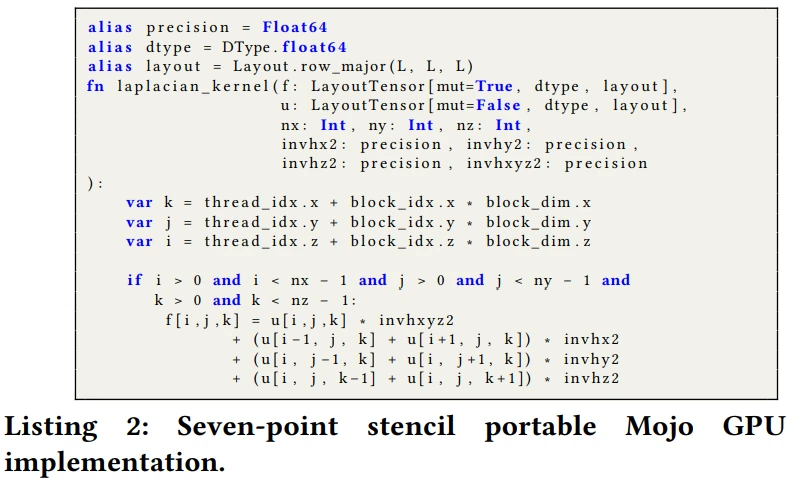 alias precision = Float64
alias dtype = DType.float64
alias layout = Layout.row_major(L, L, L)
fn laplacian_kernel(f: LayoutTensor[mut=True, dtype, layout],
                    u: LayoutTensor[mut=False, dtype, layout],
                    nx: Int, ny: Int, nz: Int,
                    invhx2: precision, invhy2: precision,
                    invhz2: precision, invhxyz2: precision
):
    var k = thread_idx.x + block_idx.x * block_dim.x
    var j = thread_idx.y + block_idx.y * block_dim.y
    var i = thread_idx.z + block_idx.z * block_dim.z

    if i > 0 and i < nx - 1 and j > 0 and j < ny - 1 and
       k > 0 and k < nz - 1:
        f[i,j,k] = u[i,j,k] * invhxyz2
               + (u[i-1, j, k] + u[i+1, j, k]) * invhx2
               + (u[i, j-1, k] + u[i, j+1, k]) * invhy2
               + (u[i, j, k-1] + u[i, j, k+1]) * invhz2
Listing 2: Seven-point stencil portable Mojo GPU
implementation.